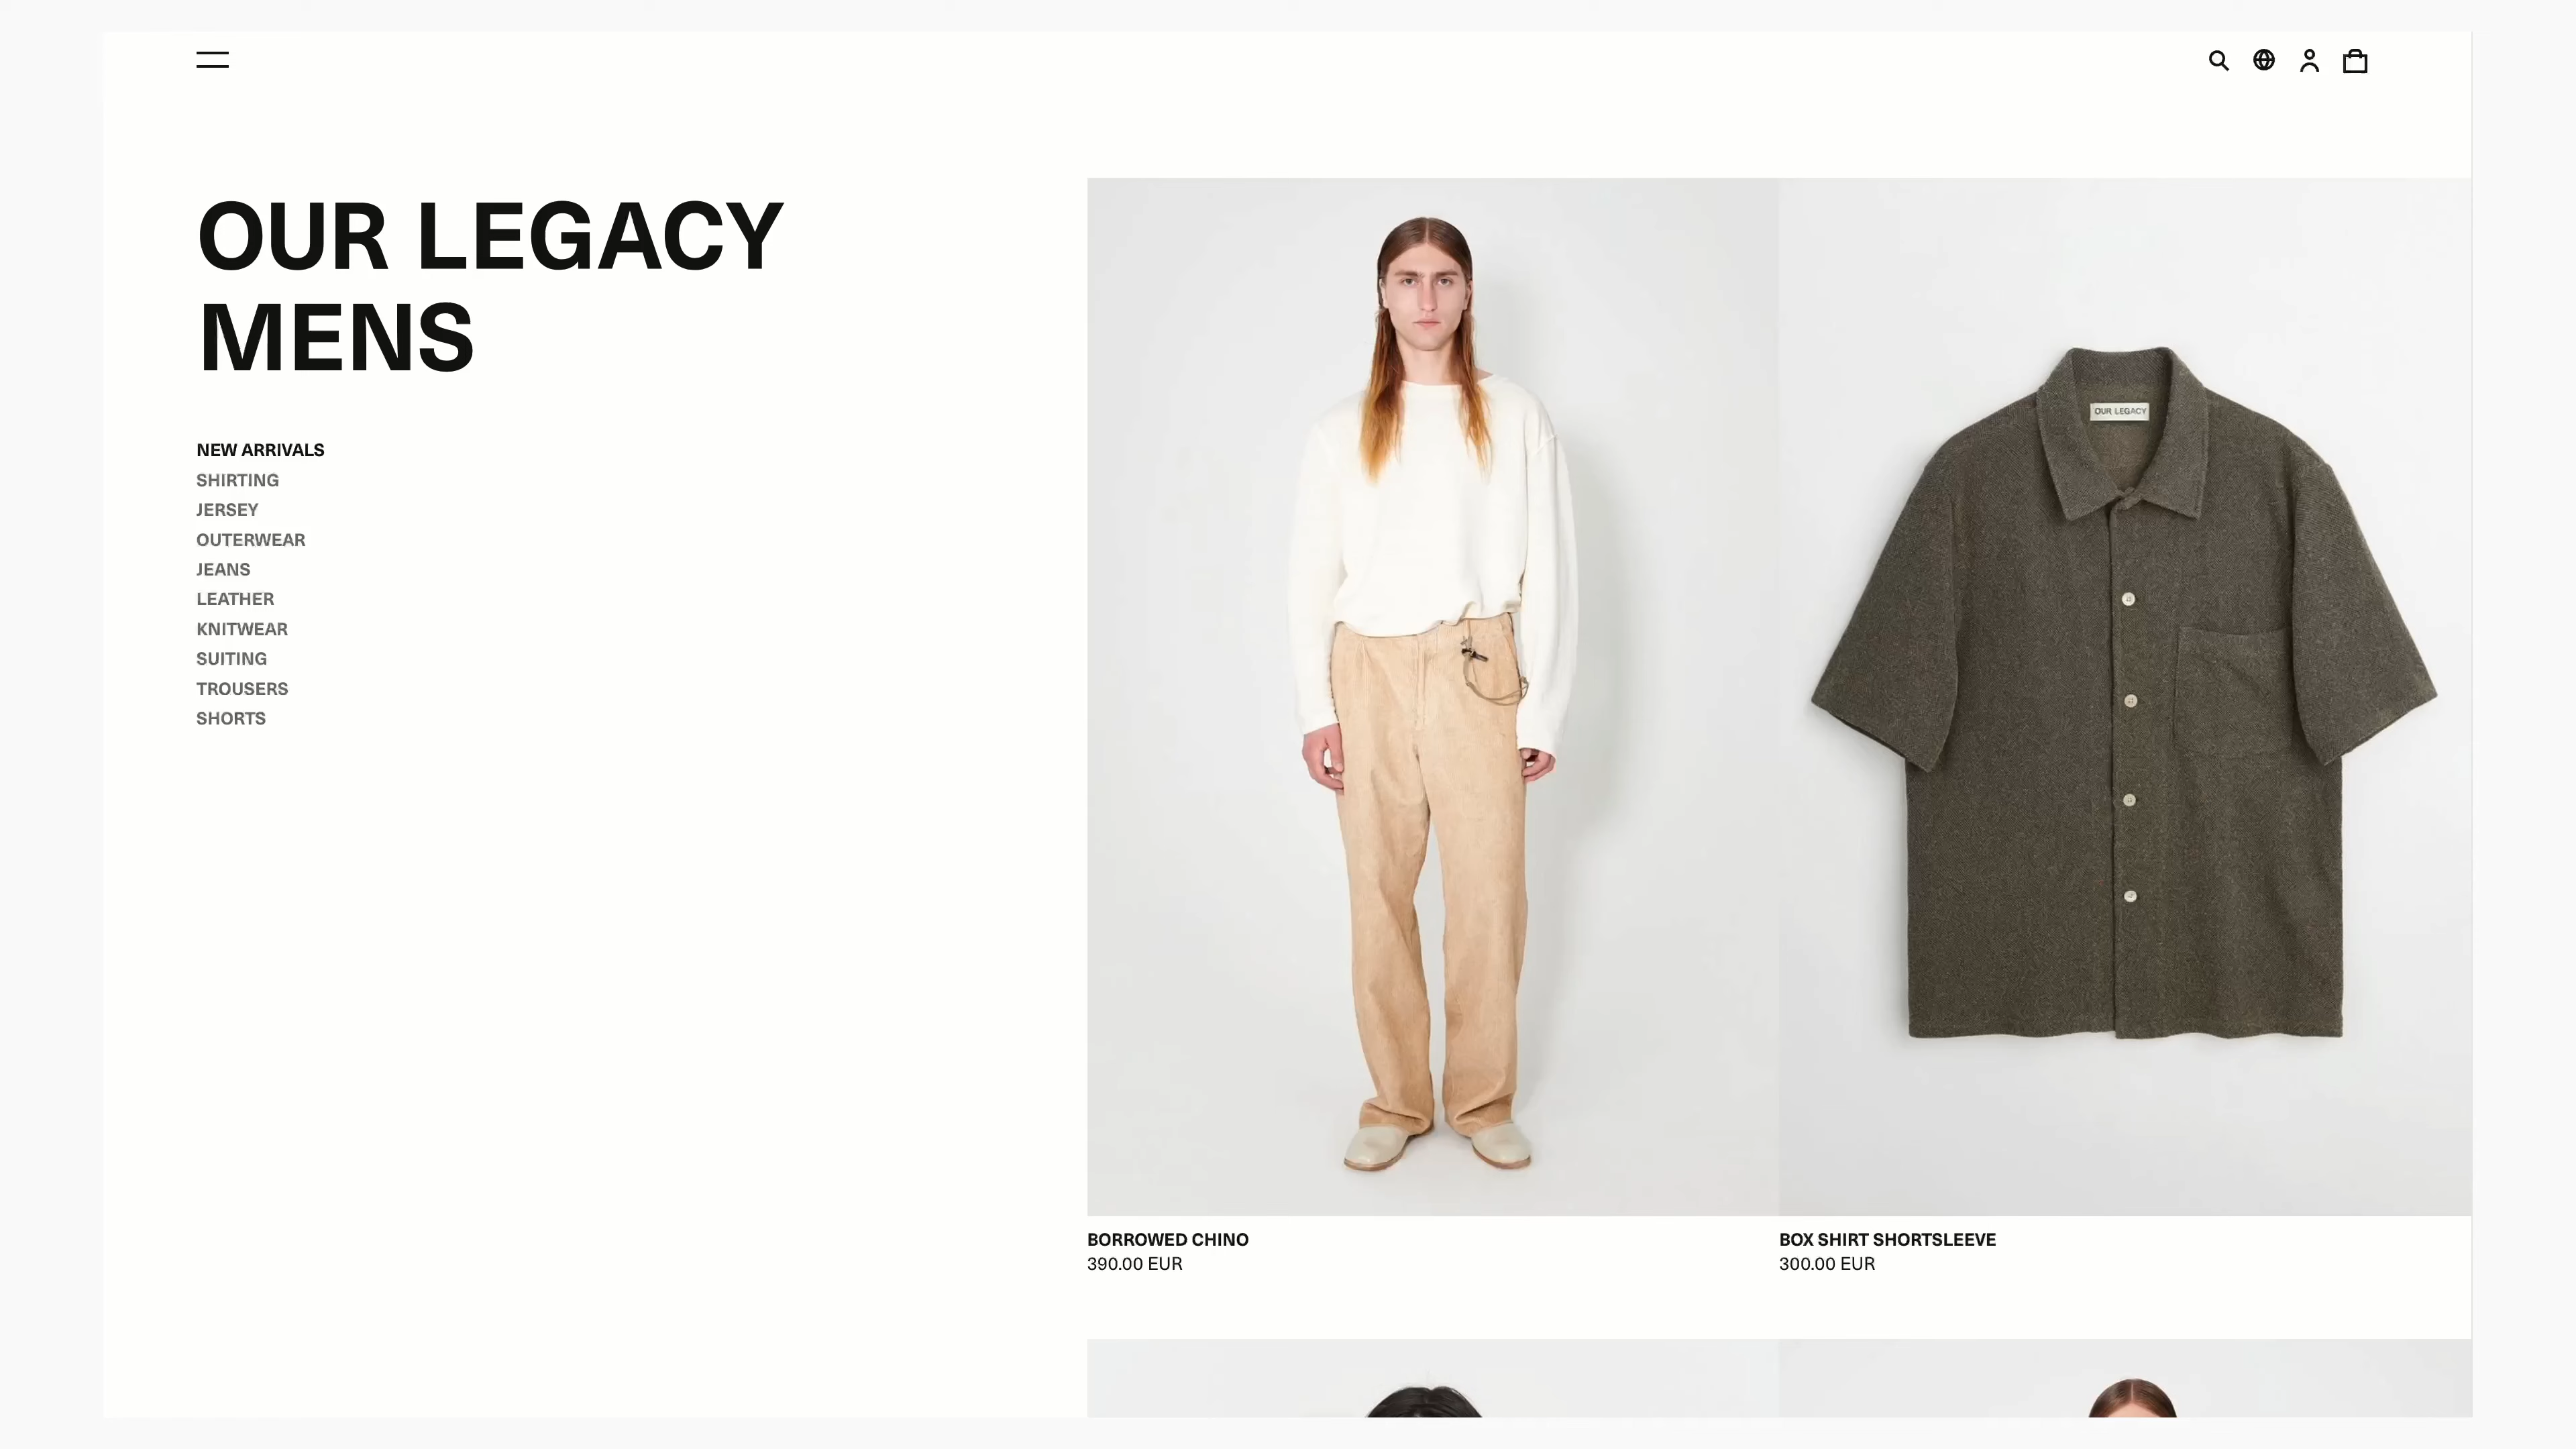 OUR LEGACY
MENS
NEW ARRIVALS
SHIRTING
JERSEY
OUTERWEAR
JEANS
LEATHER
KNITWEAR
SUITING
TROUSERS
SHORTS
OUR LEGACY
BORROWED CHINO
390.00 EUR
BOX SHIRT SHORTSLEEVE
300.00 EUR